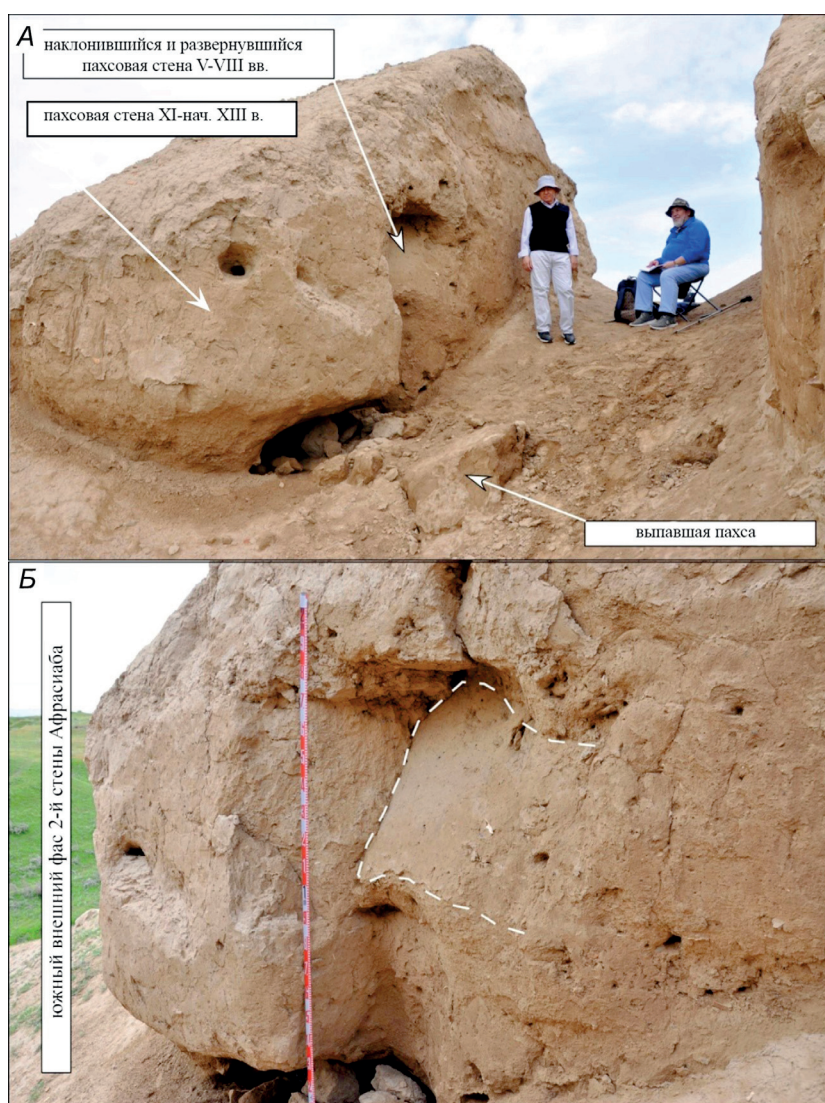 А
наклонившийся и развернувшийся
пахсовая стена V-VIII вв.
пахсовая стена XI-нач. XIII в.
выпавшая пахса
Б
южный внешний фас 2-й стены Афрасиаба